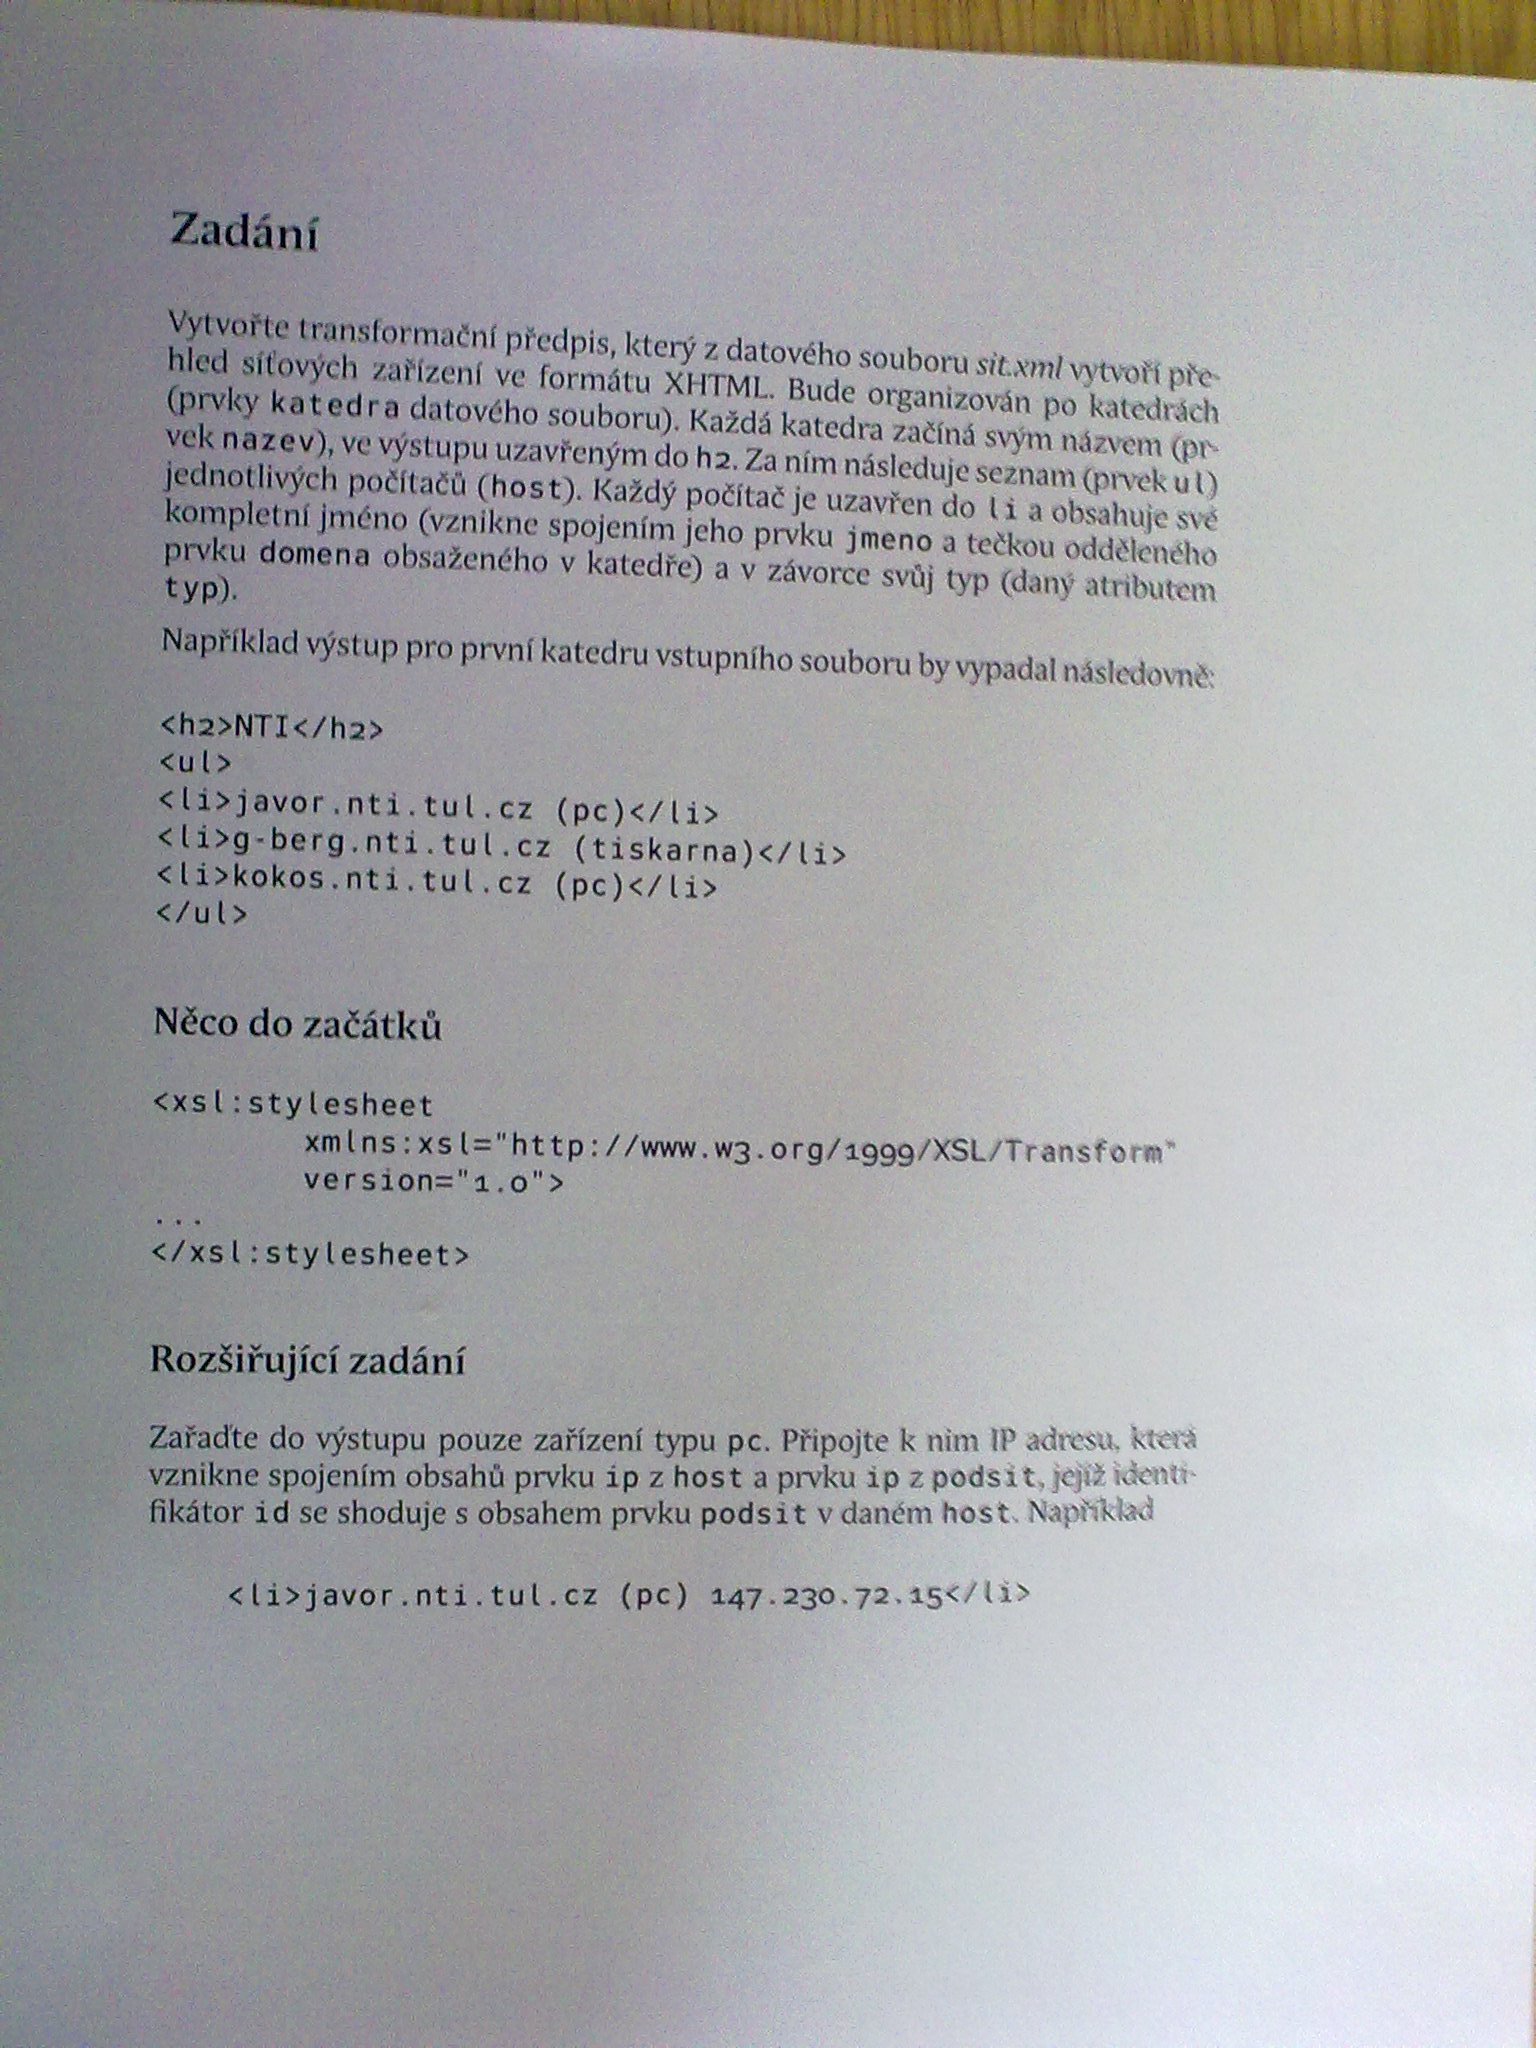 Zadání
Vytvořte transformační předpis, který z datového souboru sit.xml vytvoří pře-
hled síťových zařízení ve formátu XHTML. Bude organizován po katedrách
(prvky katedra datového souboru). Každá katedra začíná svým názvem (pr-
vek nazev), ve výstupu uzavřeným do h2. Za ním následuje seznam (prvek ul)
jednotlivých počítačů (host). Každý počítač je uzavřen do li a obsahuje své
kompletní jméno (vznikne spojením jeho prvku jmeno a tečkou odděleného
prvku domena obsaženého v katedře) a v závorce svůj typ (daný atributem
typ).
Například výstup pro první katedru vstupního souboru by vypadal následovně:
<h2>NTI</h2>
<ul>
<li>javor.nti.tul.cz (pc)</li>
<li>g-berg.nti.tul.cz (tiskarna)</li>
<li>kokos.nti.tul.cz (pc)</li>
</ul>
Něco do začátků
<xsl:stylesheet
xmlns:xsl="http://www.w3.org/1999/XSL/Transform"
version="1.0">
...
</xsl:stylesheet>
Rozšiřující zadání
Zařaďte do výstupu pouze zařízení typu pc. Připojte k nim IP adresu, která
vznikne spojením obsahů prvku ip z host a prvku ip z podsit, jejíž identi-
fikátor id se shoduje s obsahem prvku podsit v daném host. Například
<li>javor.nti.tul.cz (pc) 147.230.72.15</li>